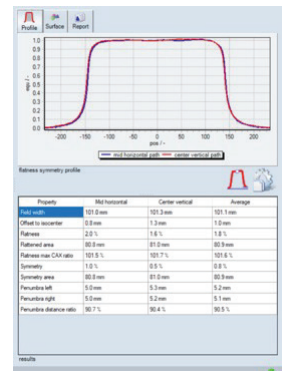 Profile Surface Report
1.0
0.9
0.8
0.7
0.6
0.5
0.4
0.3
0.2
0.1
0.0
-200 -150 -100 -50 0 50 100 150 200
pos / -
mid horizontal path center vertical path
flatness symmetry profile
Property Mid horizontal Center vertical Average
Field width 101.0 mm 101.3 mm 101.1 mm
Offset to isocenter 0.8 mm 1.3 mm 1.0 mm
Flatness 2.0 % 1.6 % 1.8 %
Flattened area 80.8 mm 81.0 mm 80.9 mm
Flatness max CAX ratio 101.5 % 101.7 % 101.6 %
Symmetry 1.0 % 0.5 % 0.8 %
Symmetry area 80.8 mm 81.0 mm 80.9 mm
Penumbra left 5.0 mm 5.3 mm 5.2 mm
Penumbra right 5.0 mm 5.2 mm 5.1 mm
Penumbra distance ratio 90.7 % 90.4 % 90.5 %
results